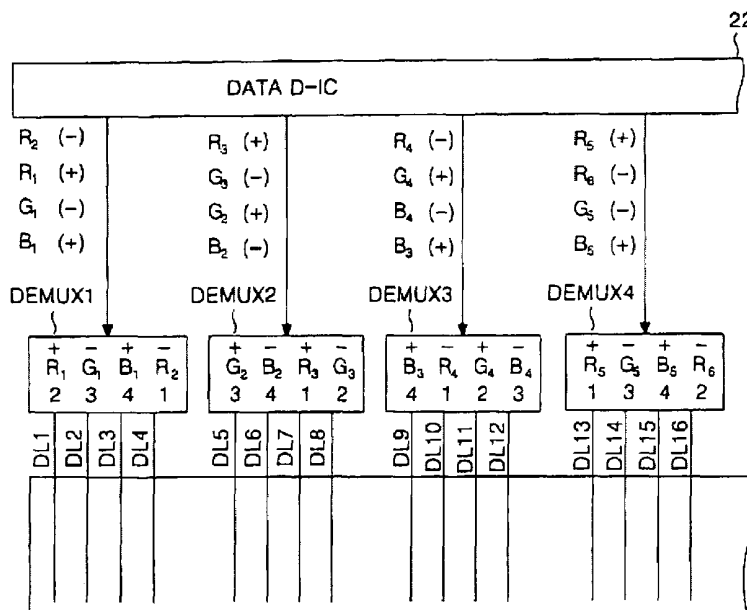 22
DATA D-IC
R₂ (−) R₃ (+) R₄ (−) R₅ (+)
R₁ (+) G₃ (−) G₄ (+) R₆ (−)
G₁ (−) G₂ (+) B₄ (−) G₅ (−)
B₁ (+) B₂ (−) B₃ (+) B₅ (+)
DEMUX1 DEMUX2 DEMUX3 DEMUX4
+ − + − + − + − + − + − + − + −
R₁ G₁ B₁ R₂ G₂ B₂ R₃ G₃ B₃ R₄ G₄ B₄ R₅ G₅ B₅ R₆
2 3 4 1 3 4 1 2 4 1 2 3 1 3 4 2
DL1 DL2 DL3 DL4 DL5 DL6 DL7 DL8 DL9 DL10 DL11 DL12 DL13 DL14 DL15 DL16